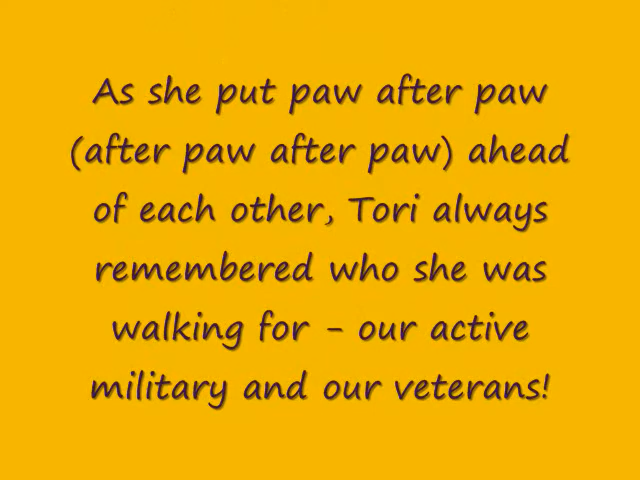 As she put paw after paw
(after paw after paw) ahead
of each other, Tori always
remembered who she was
walking for - our active
military and our veterans!